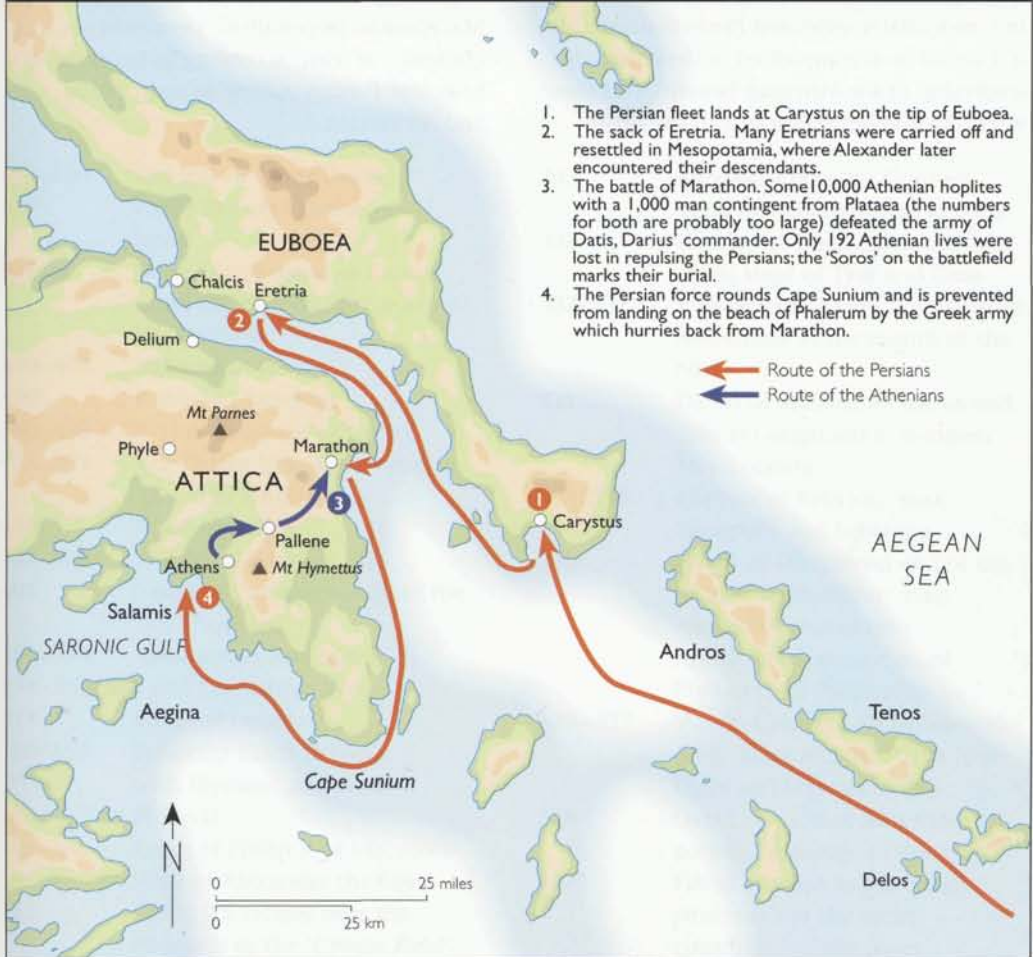 1. The Persian fleet lands at Carystus on the tip of Euboea.
2. The sack of Eretria. Many Eretrians were carried off and
resettled in Mesopotamia, where Alexander later
encountered their descendants.
3. The battle of Marathon. Some10,000 Athenian hoplites
with a 1,000 man contingent from Plataea (the numbers
for both are probably too large) defeated the army of
Datis, Darius' commander. Only 192 Athenian lives were
lost in repulsing the Persians; the 'Soros' on the battlefield
marks their burial.
4. The Persian force rounds Cape Sunium and is prevented
from landing on the beach of Phalerum by the Greek army
which hurries back from Marathon.
Route of the Persians
Route of the Athenians
EUBOEA
Chalcis
Eretria
2
Delium
Mt Parnes
Phyle
Marathon
ATTICA
3
1
Carystus
Pallene
Athens
Mt Hymettus
4
AEGEAN
SEA
Salamis
SARONIC GULF
Andros
Aegina
Tenos
Cape Sunium
N
0 25 miles
0 25 km
Delos